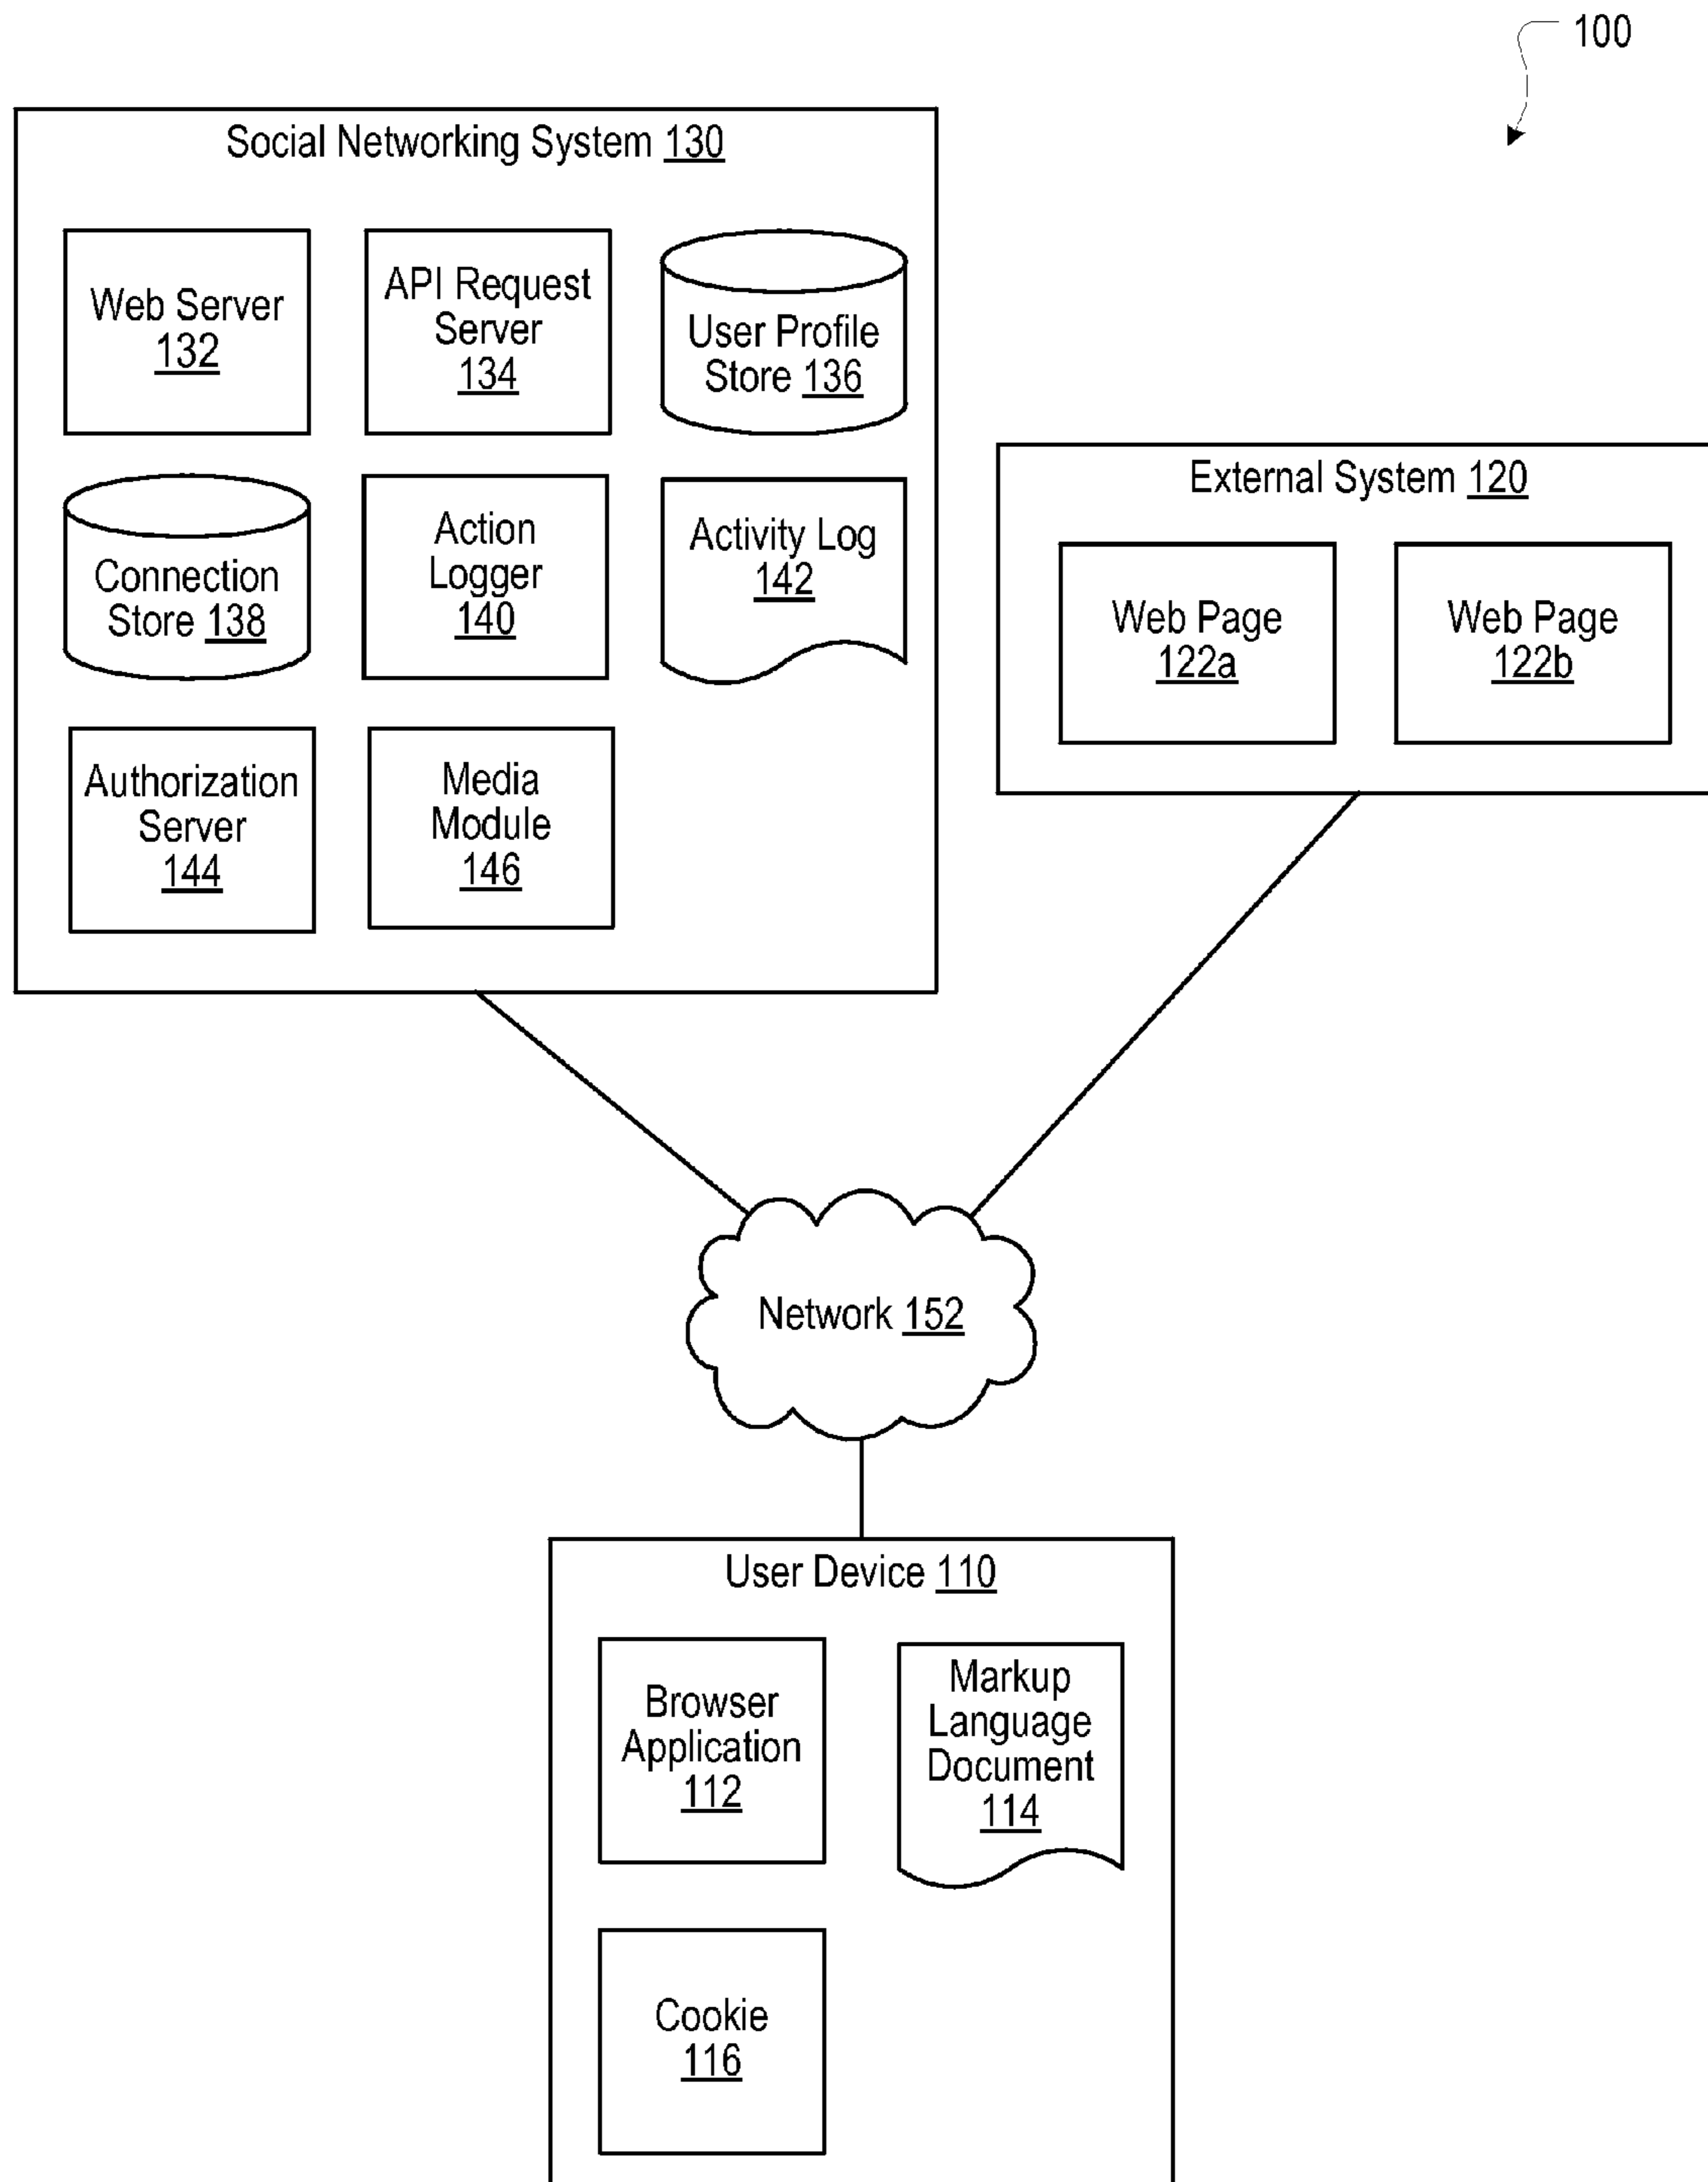 100
Social Networking System 130
Web Server
132
API Request
Server
134
User Profile
Store 136
Connection
Store 138
Action
Logger
140
Activity Log
142
Authorization
Server
144
Media
Module
146
External System 120
Web Page
122a
Web Page
122b
Network 152
User Device 110
Browser
Application
112
Markup
Language
Document
114
Cookie
116